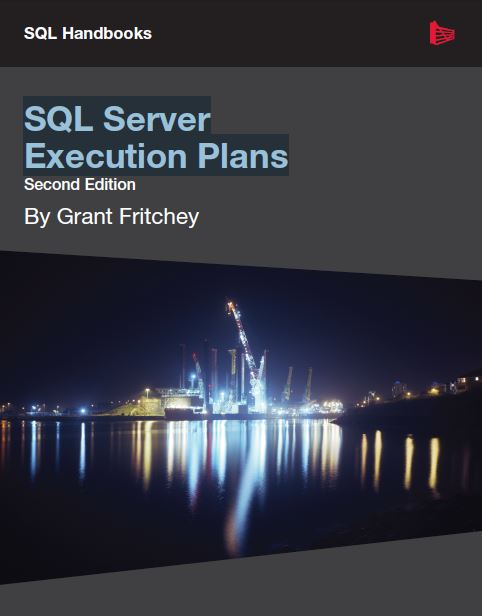 SQL Handbooks
SQL Server
Execution Plans
Second Edition
By Grant Fritchey